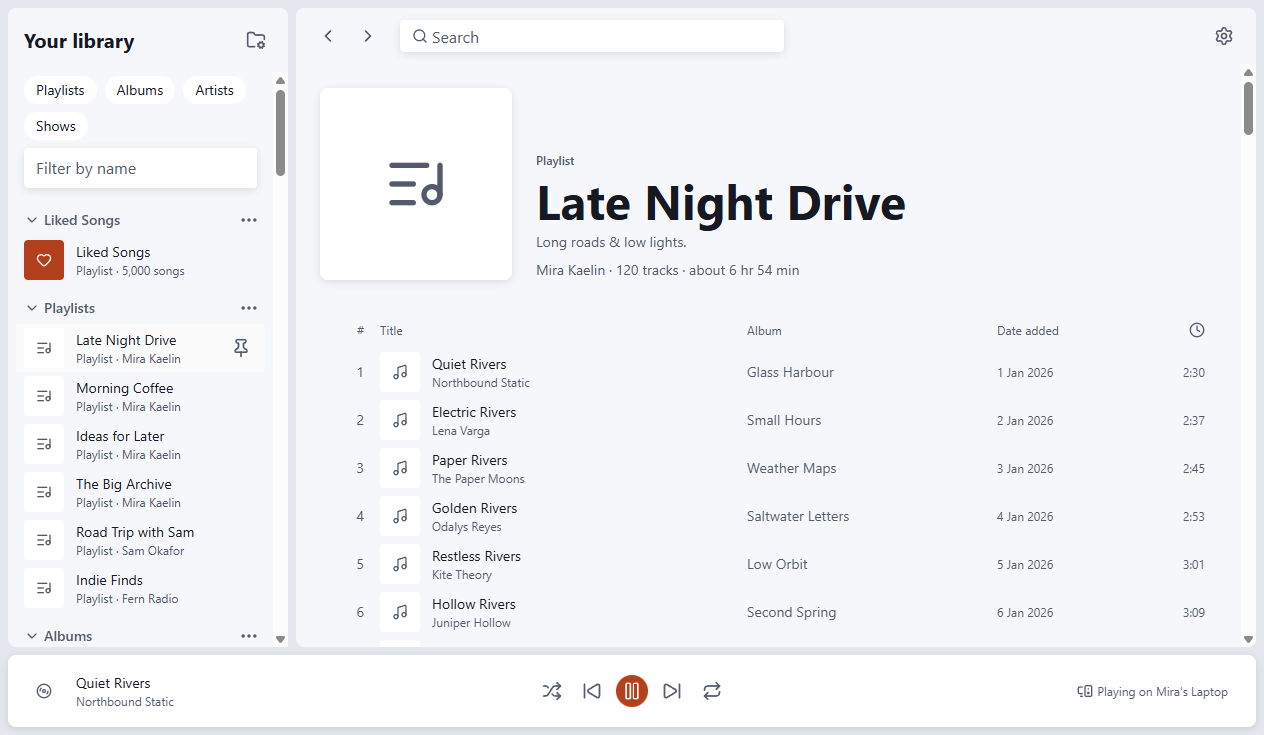 Your library
Playlists Albums Artists
Shows
Filter by name
Liked Songs
Liked Songs
Playlist · 5,000 songs
Playlists
Late Night Drive
Playlist · Mira Kaelin
Morning Coffee
Playlist · Mira Kaelin
Ideas for Later
Playlist · Mira Kaelin
The Big Archive
Playlist · Mira Kaelin
Road Trip with Sam
Playlist · Sam Okafor
Indie Finds
Playlist · Fern Radio
Albums
Search
Playlist
Late Night Drive
Long roads & low lights.
Mira Kaelin · 120 tracks · about 6 hr 54 min
# Title Album Date added
1 Quiet Rivers Glass Harbour 1 Jan 2026 2:30
Northbound Static
2 Electric Rivers Small Hours 2 Jan 2026 2:37
Lena Varga
3 Paper Rivers Weather Maps 3 Jan 2026 2:45
The Paper Moons
4 Golden Rivers Saltwater Letters 4 Jan 2026 2:53
Odalys Reyes
5 Restless Rivers Low Orbit 5 Jan 2026 3:01
Kite Theory
6 Hollow Rivers Second Spring 6 Jan 2026 3:09
Juniper Hollow
Quiet Rivers
Northbound Static
Playing on Mira's Laptop